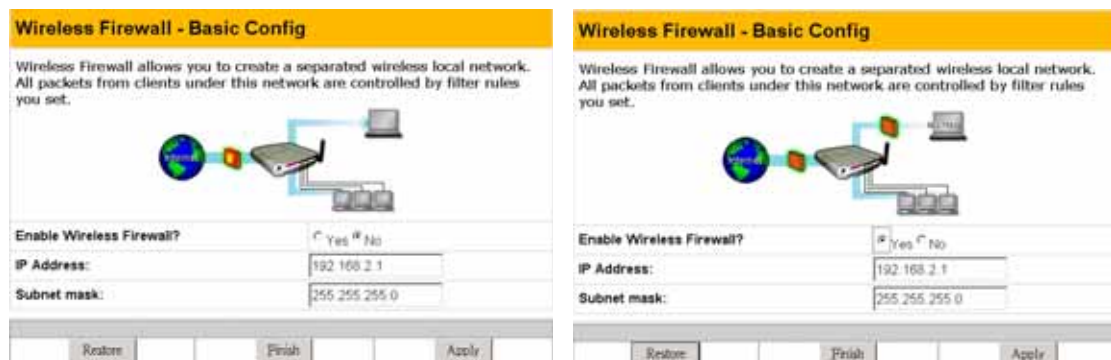 Wireless Firewall - Basic Config
Wireless Firewall allows you to create a separated wireless local network.
All packets from clients under this network are controlled by filter rules
you set.
Internet
Enable Wireless Firewall?
Yes No
IP Address:
192.168.2.1
Subnet mask:
255.255.255.0
Restore Finish Apply
Wireless Firewall - Basic Config
Wireless Firewall allows you to create a separated wireless local network.
All packets from clients under this network are controlled by filter rules
you set.
Internet
Enable Wireless Firewall?
Yes No
IP Address:
192.168.2.1
Subnet mask:
255.255.255.0
Restore Finish Apply